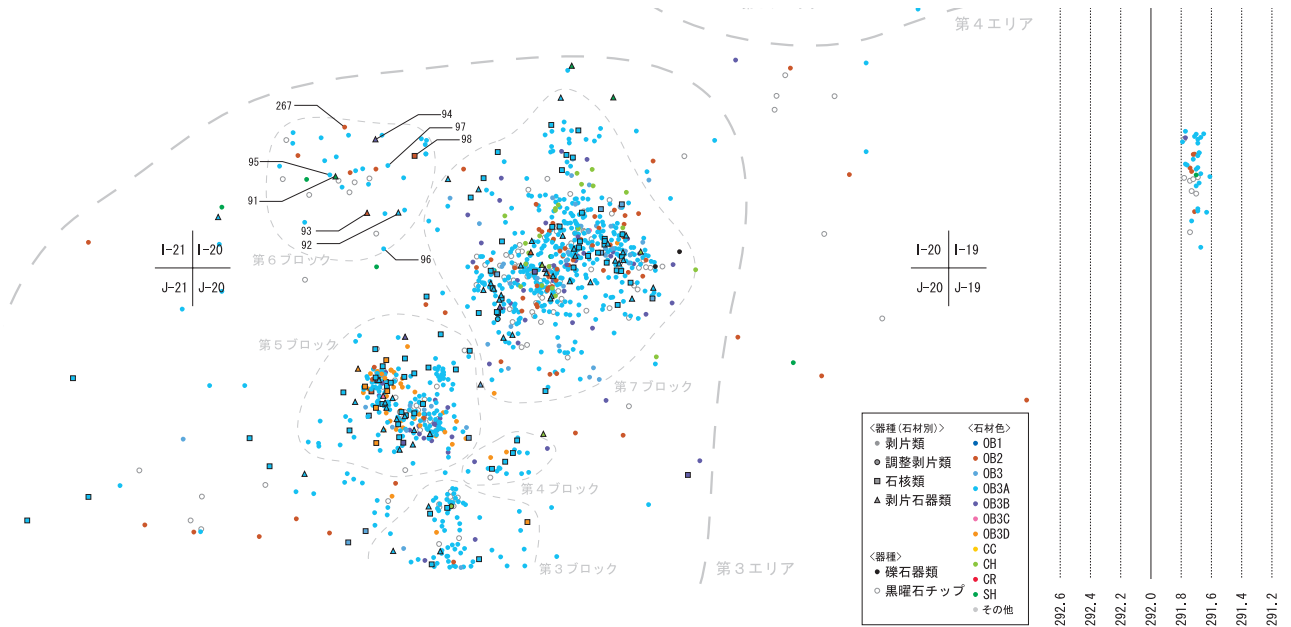 第４エリア
267
94
97
98
95
91
93
92
96
I-21 I-20
J-21 J-20
I-20 I-19
J-20 J-19
第６ブロック
第５ブロック
第７ブロック
第４ブロック
第３ブロック
第３エリア
〈器種(石材別)〉
剥片類
調整剥片類
石核類
剥片石器類
〈器種〉
礫石器類
黒曜石チップ
〈石材色〉
OB1
OB2
OB3
OB3A
OB3B
OB3C
OB3D
CC
CH
CR
SH
その他
292.6
292.4
292.2
292.0
291.8
291.6
291.4
291.2